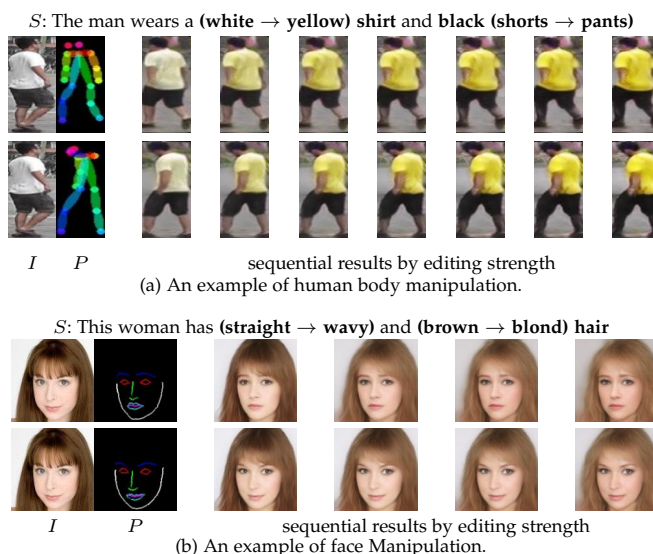 S: The man wears a (white → yellow) shirt and black (shorts → pants)
I P sequential results by editing strength
(a) An example of human body manipulation.
S: This woman has (straight → wavy) and (brown → blond) hair
I P sequential results by editing strength
(b) An example of face Manipulation.